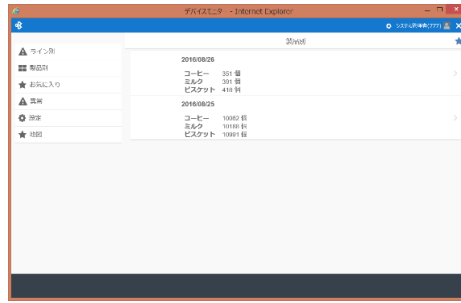 デバイスモニター - Internet Explorer
システム管理者(777)
製品別
ライン別
製品別
お気に入り
異常
設定
地図
2016/08/26
コーヒー 351 個
ミルク 391 個
ビスケット 418 個
2016/08/25
コーヒー 10082 個
ミルク 10188 個
ビスケット 10991 個